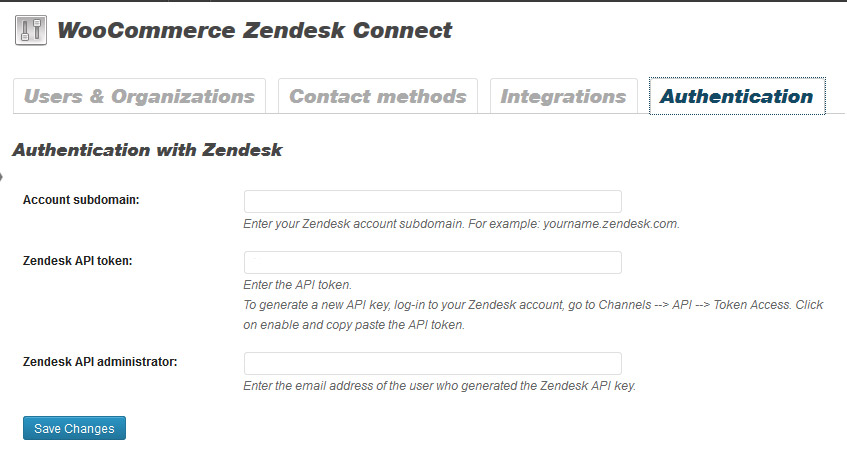 WooCommerce Zendesk Connect
Users & Organizations Contact methods Integrations Authentication
Authentication with Zendesk
Account subdomain:
Enter your Zendesk account subdomain. For example: yourname.zendesk.com.
Zendesk API token:
Enter the API token.
To generate a new API key, log-in to your Zendesk account, go to Channels --> API --> Token Access. Click
on enable and copy paste the API token.
Zendesk API administrator:
Enter the email address of the user who generated the Zendesk API key.
Save Changes